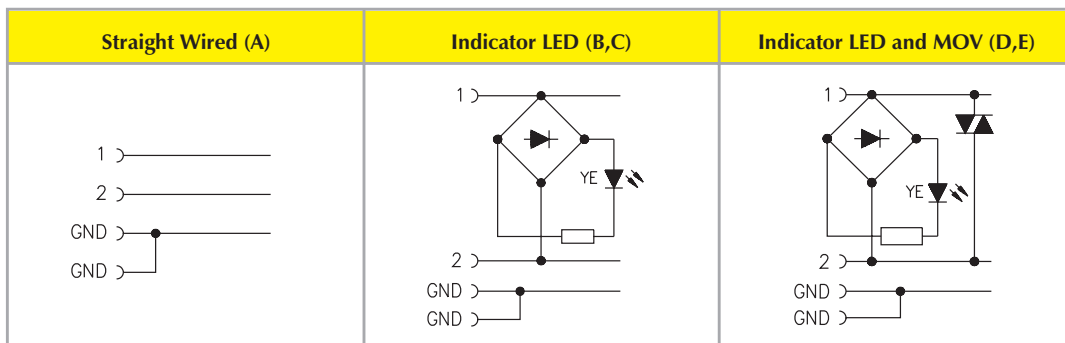 Straight Wired (A)
Indicator LED (B,C)
Indicator LED and MOV (D,E)
1
2
GND
GND
1
YE
2
GND
GND
1
YE
2
GND
GND